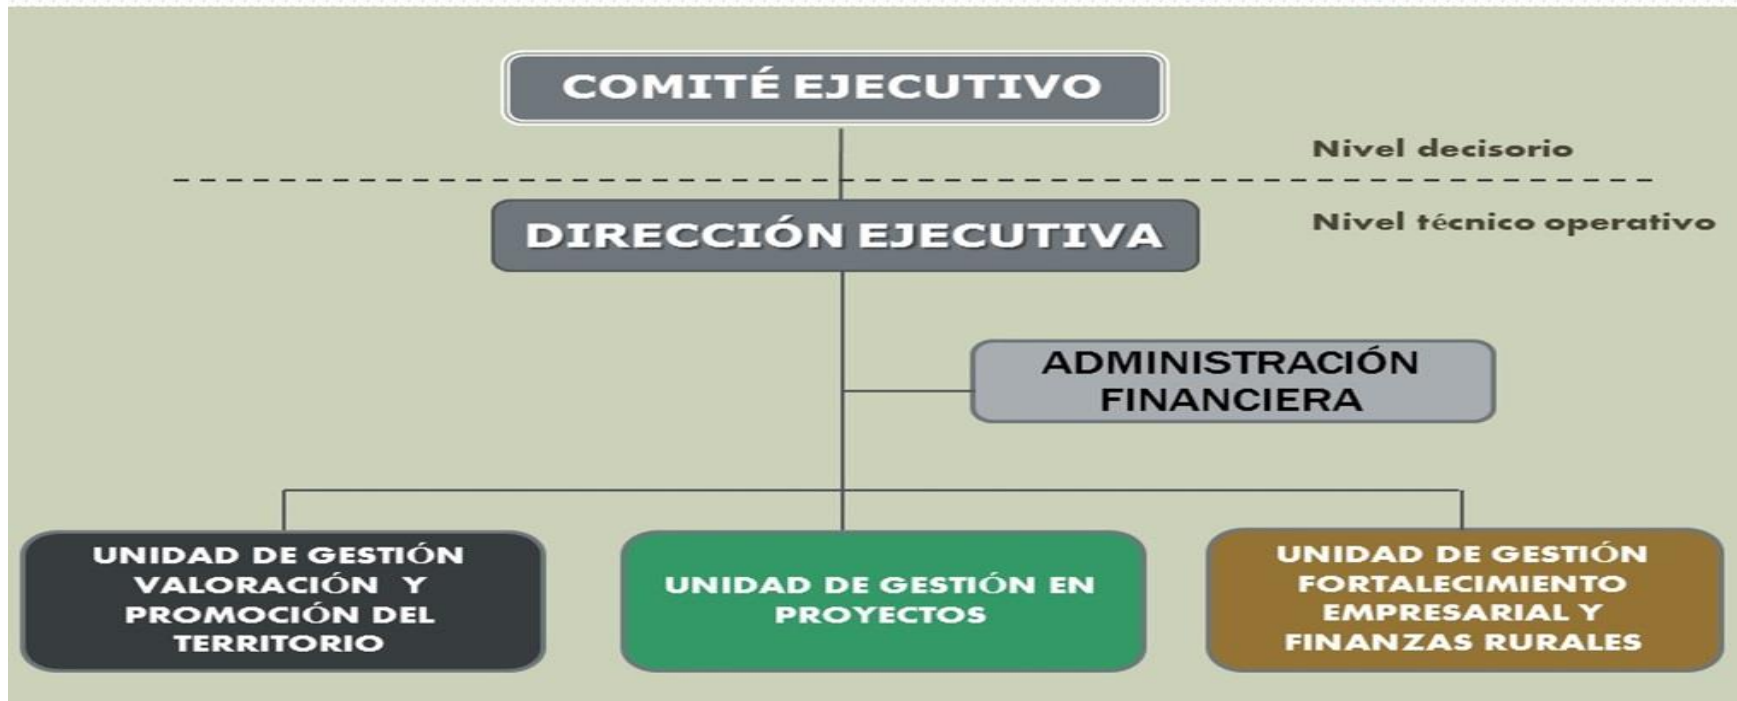 COMITÉ EJECUTIVO
Nivel decisorio
DIRECCIÓN EJECUTIVA
Nivel técnico operativo
ADMINISTRACIÓN
FINANCIERA
UNIDAD DE GESTIÓN
VALORACIÓN Y
PROMOCIÓN DEL
TERRITORIO
UNIDAD DE GESTIÓN EN
PROYECTOS
UNIDAD DE GESTIÓN
FORTALECIMIENTO
EMPRESARIAL Y
FINANZAS RURALES